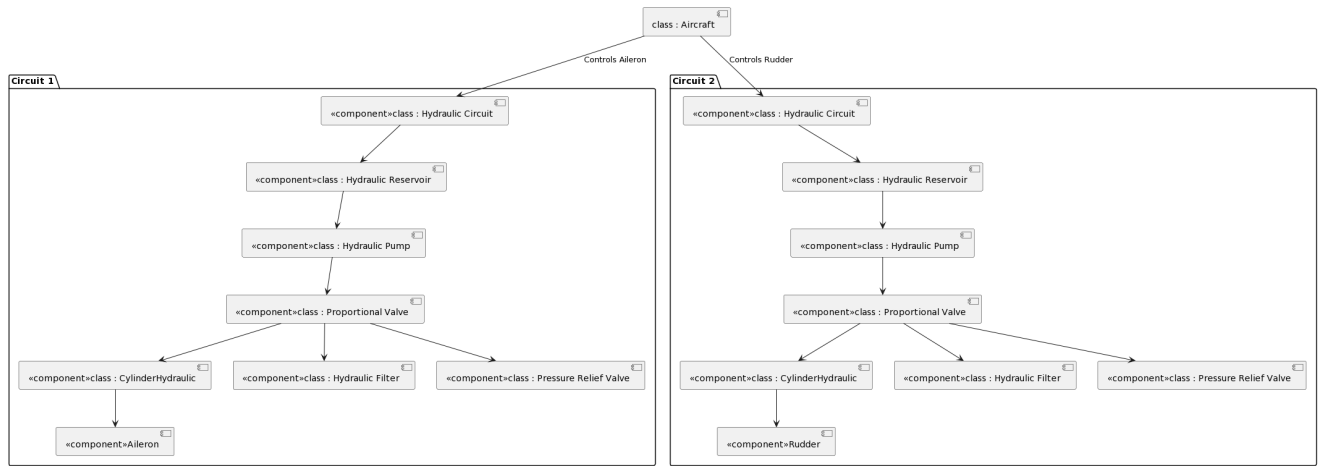 class : Aircraft
Controls Aileron
Controls Rudder
Circuit 1
«component»class : Hydraulic Circuit
«component»class : Hydraulic Reservoir
«component»class : Hydraulic Pump
«component»class : Proportional Valve
«component»class : CylinderHydraulic
«component»class : Hydraulic Filter
«component»class : Pressure Relief Valve
«component»Aileron
Circuit 2
«component»class : Hydraulic Circuit
«component»class : Hydraulic Reservoir
«component»class : Hydraulic Pump
«component»class : Proportional Valve
«component»class : CylinderHydraulic
«component»class : Hydraulic Filter
«component»class : Pressure Relief Valve
«component»Rudder